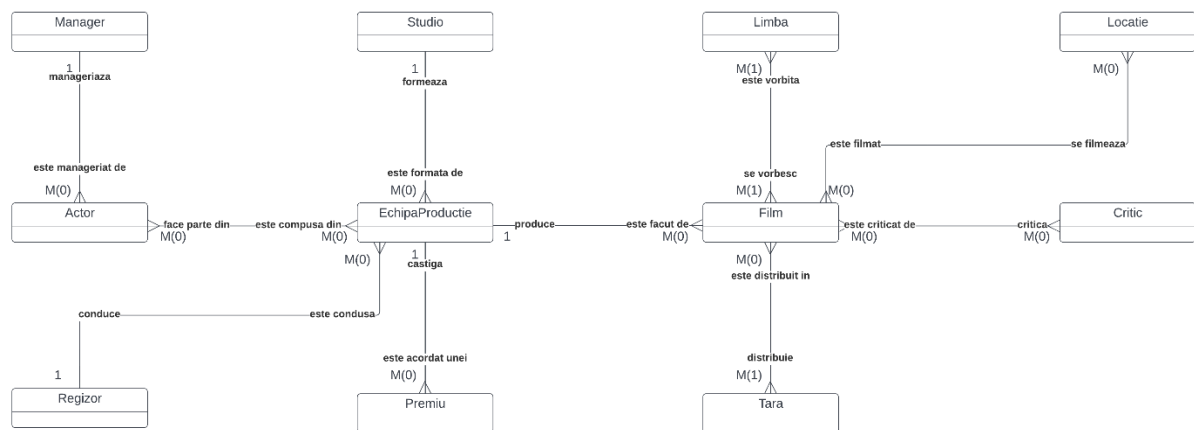 Manager
Studio
Limba
Locatie
1
manageriaza
1
formeaza
M(1)
este vorbita
M(0)
este filmat
se filmeaza
este manageriat de
este formata de
se vorbesc
M(0)
M(0)
M(1)
M(0)
Actor
EchipaProductie
Film
Critic
face parte din
este compusa din
produce
este facut de
este criticat de
critica
M(0)
M(0)
1
M(0)
M(0)
M(0)
1
M(0)
castiga
este distribuit in
conduce
este condusa
este acordat unei
distribuie
1
M(0)
M(1)
Regizor
Premiu
Tara